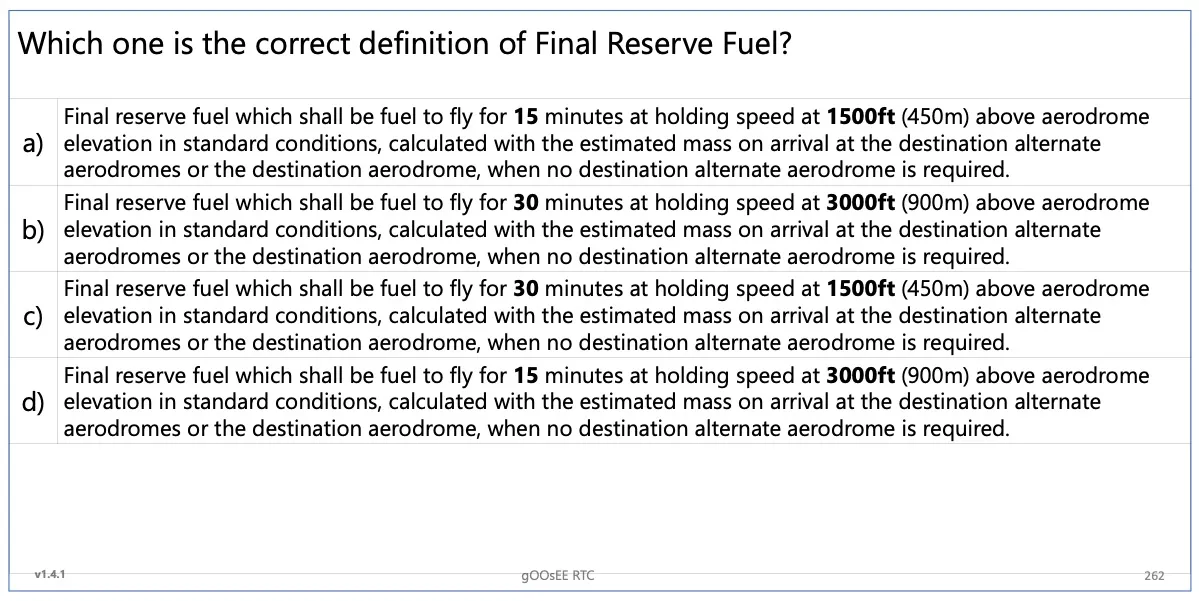 Which one is the correct definition of Final Reserve Fuel?
a)
Final reserve fuel which shall be fuel to fly for 15 minutes at holding speed at 1500ft (450m) above aerodrome
elevation in standard conditions, calculated with the estimated mass on arrival at the destination alternate
aerodromes or the destination aerodrome, when no destination alternate aerodrome is required.
b)
Final reserve fuel which shall be fuel to fly for 30 minutes at holding speed at 3000ft (900m) above aerodrome
elevation in standard conditions, calculated with the estimated mass on arrival at the destination alternate
aerodromes or the destination aerodrome, when no destination alternate aerodrome is required.
c)
Final reserve fuel which shall be fuel to fly for 30 minutes at holding speed at 1500ft (450m) above aerodrome
elevation in standard conditions, calculated with the estimated mass on arrival at the destination alternate
aerodromes or the destination aerodrome, when no destination alternate aerodrome is required.
d)
Final reserve fuel which shall be fuel to fly for 15 minutes at holding speed at 3000ft (900m) above aerodrome
elevation in standard conditions, calculated with the estimated mass on arrival at the destination alternate
aerodromes or the destination aerodrome, when no destination alternate aerodrome is required.
v1.4.1
gOOsEE RTC
262